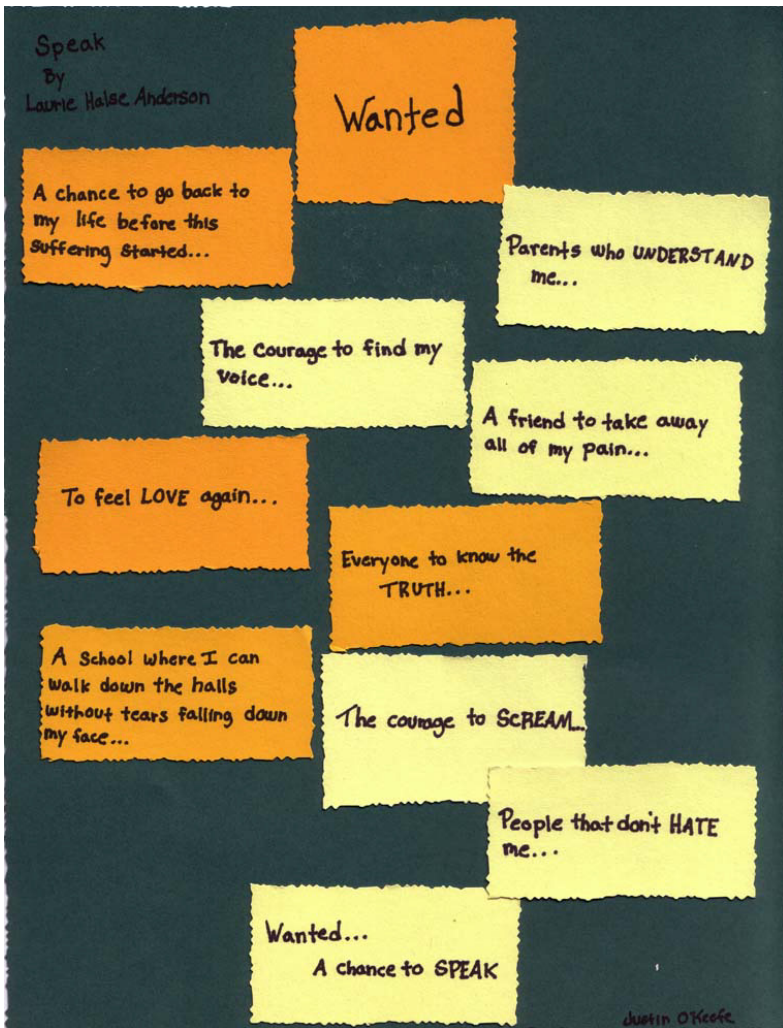 Speak
By
Laurie Halse Anderson
Wanted
A chance to go back to
my life before this
suffering started...
Parents who UNDERSTAND
me...
The courage to find my
voice...
A friend to take away
all of my pain...
To feel LOVE again...
Everyone to know the
TRUTH...
A School where I can
walk down the halls
without tears falling down
my face...
The courage to SCREAM...
People that don't HATE
me...
Wanted...
A chance to SPEAK
Justin O'Keefe